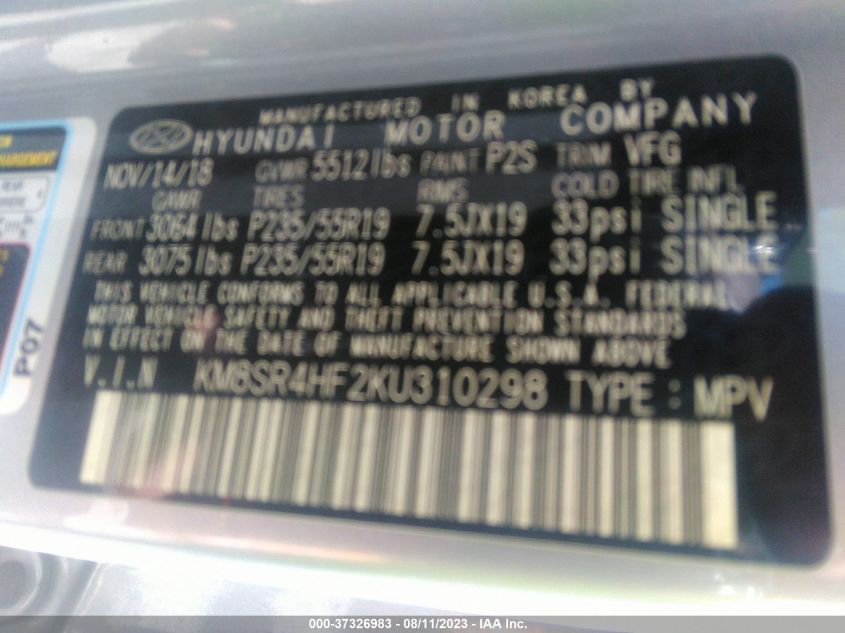 MANUFACTURED IN KOREA BY
HYUNDAI MOTOR COMPANY
NOV/14/18 GVWR 5512lbs PAINT P2S TRIM VFG
GAWR TIRES RIMS COLD TIRE INFL
FRONT 3064lbs P235/55R19 7.5JX19 33psi SINGLE
REAR 3075lbs P235/55R19 7.5JX19 33psi SINGLE
THIS VEHICLE CONFORMS TO ALL APPLICABLE U.S.A. FEDERAL
MOTOR VEHICLE SAFETY AND THEFT PREVENTION STANDARDS
IN EFFECT ON THE DATE OF MANUFACTURE SHOWN ABOVE
V.I.N KM8SR4HF2KU310298 TYPE : MPV
P07
REAR
000-37326983 - 08/11/2023 - IAA Inc.